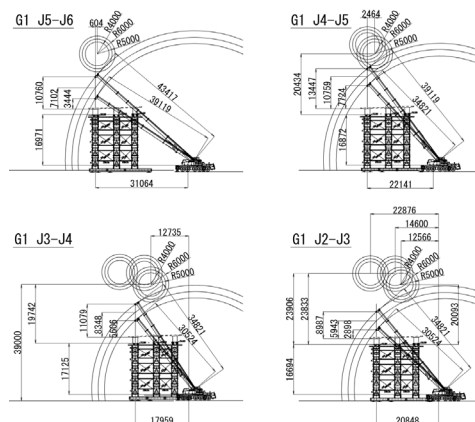 G1 J5-J6
604
R4000
R6000
R5000
43417
39119
10760
7102
3444
16971
31064
G1 J4-J5
2464
R4000
R6000
R5000
39119
34821
20434
13447
10759
7124
16872
22141
G1 J3-J4
12735
R4000
R6000
R5000
34821
30524
39000
19742
11079
8348
5606
17125
17959
G1 J2-J3
22876
14600
12566
R4000
R6000
R5000
34821
30524
23906
23833
20093
8987
5943
2898
16694
20848